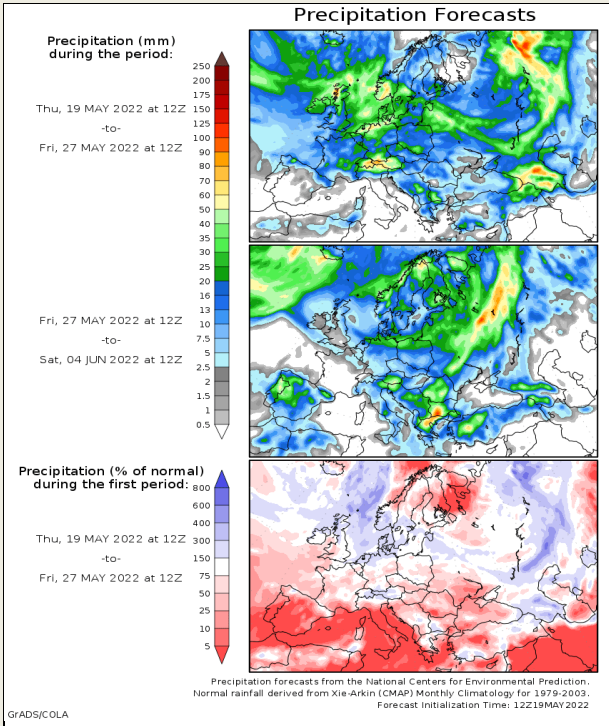 Precipitation Forecasts
Precipitation (mm)
during the period:
Thu, 19 MAY 2022 at 12Z
-to-
Fri, 27 MAY 2022 at 12Z
250
200
175
150
125
100
90
80
70
60
50
40
35
30
25
20
16
13
10
7.5
5
2.5
2
1.5
1
0.5
Fri, 27 MAY 2022 at 12Z
-to-
Sat, 04 JUN 2022 at 12Z
Precipitation (% of normal)
during the first period:
Thu, 19 MAY 2022 at 12Z
-to-
Fri, 27 MAY 2022 at 12Z
800
600
400
300
150
75
50
25
10
5
Precipitation forecasts from the National Centers for Environmental Prediction.
Normal rainfall derived from Xie-Arkin (CMAP) Monthly Climatology for 1979-2003.
Forecast Initialization Time: 12Z19MAY2022
GrADS/COLA